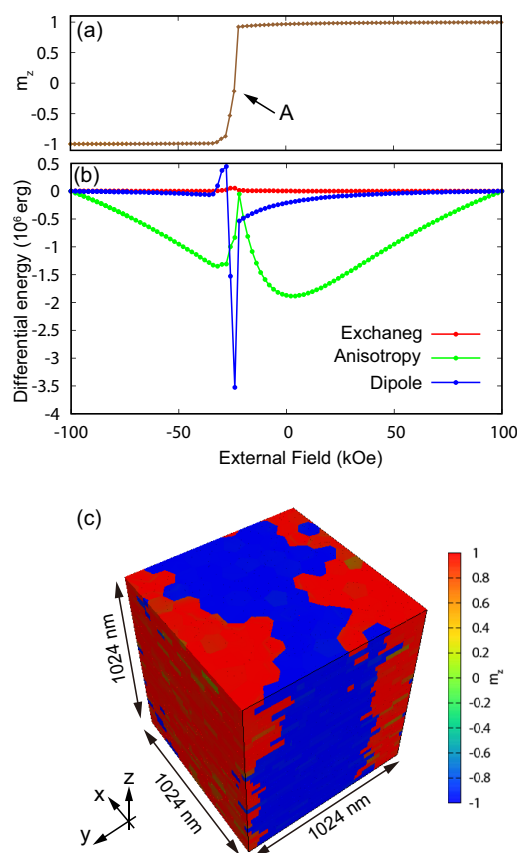 (a)
1
0.5
0
-0.5
-1
m_z
A
(b)
0.5
0
-0.5
-1
-1.5
-2
-2.5
-3
-3.5
-4
Differential energy (10⁶ erg)
Exchaneg
Anisotropy
Dipole
-100
-50
0
50
100
External Field (kOe)
(c)
1024 nm
1024 nm
1024 nm
z
x
y
1
0.8
0.6
0.4
0.2
0
-0.2
-0.4
-0.6
-0.8
-1
m_z